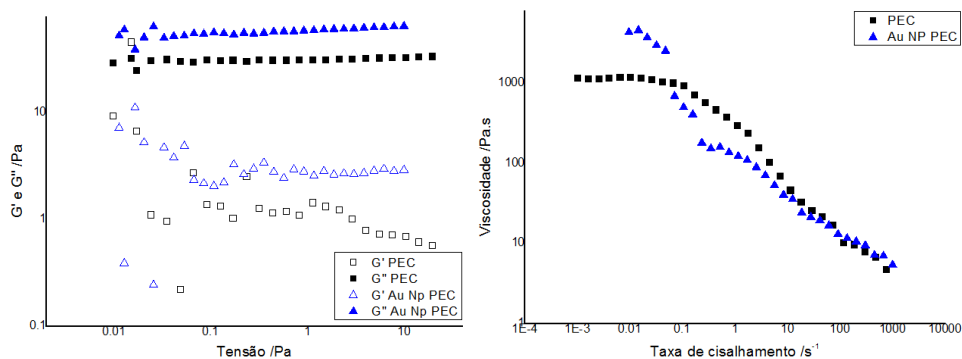 G' e G'' /Pa
10
1
0.1
0.01
0.1
1
10
Tensão /Pa
G' PEC
G'' PEC
G' Au Np PEC
G'' Au Np PEC
Viscosidade /Pa.s
1000
100
10
1
1E-4
1E-3
0.01
0.1
1
10
100
1000
10000
Taxa de cisalhamento /s⁻¹
PEC
Au NP PEC